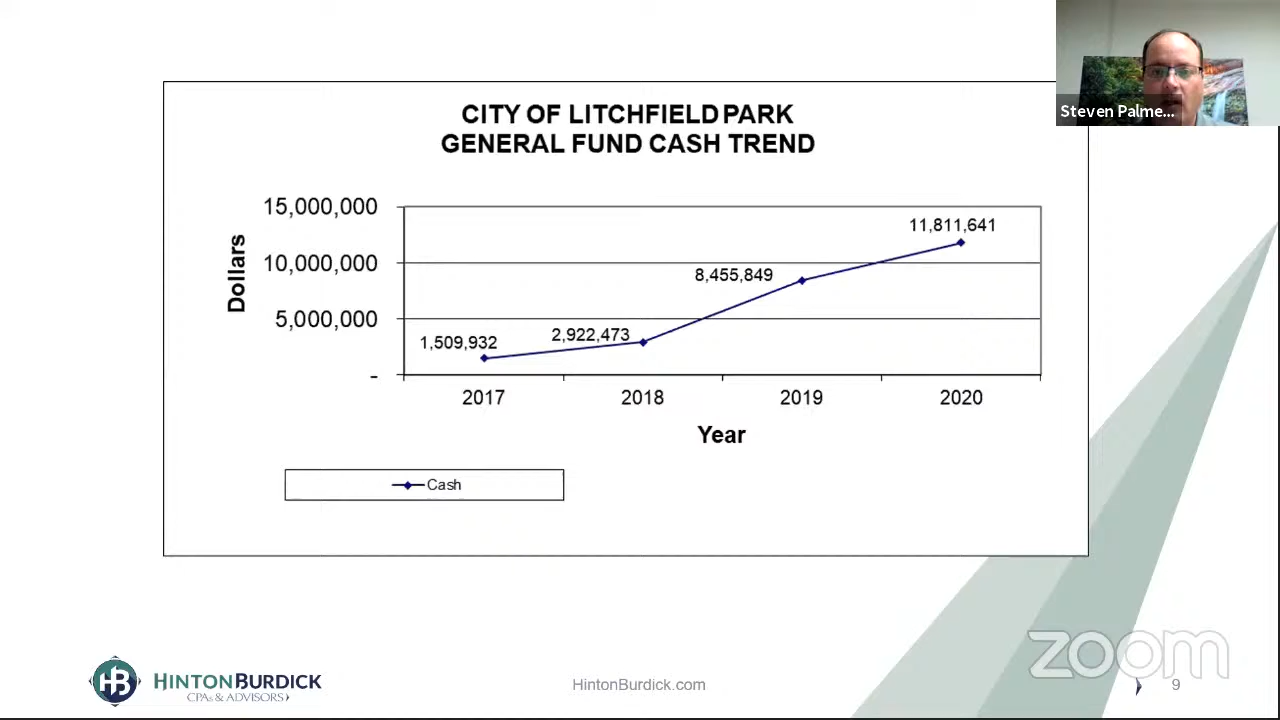 Steven Palme...
CITY OF LITCHFIELD PARK
GENERAL FUND CASH TREND
15,000,000
10,000,000
5,000,000
-
Dollars
1,509,932
2,922,473
8,455,849
11,811,641
2017
2018
2019
2020
Year
Cash
HB
HINTONBURDICK
CPAs & ADVISORS
HintonBurdick.com
9
zoom